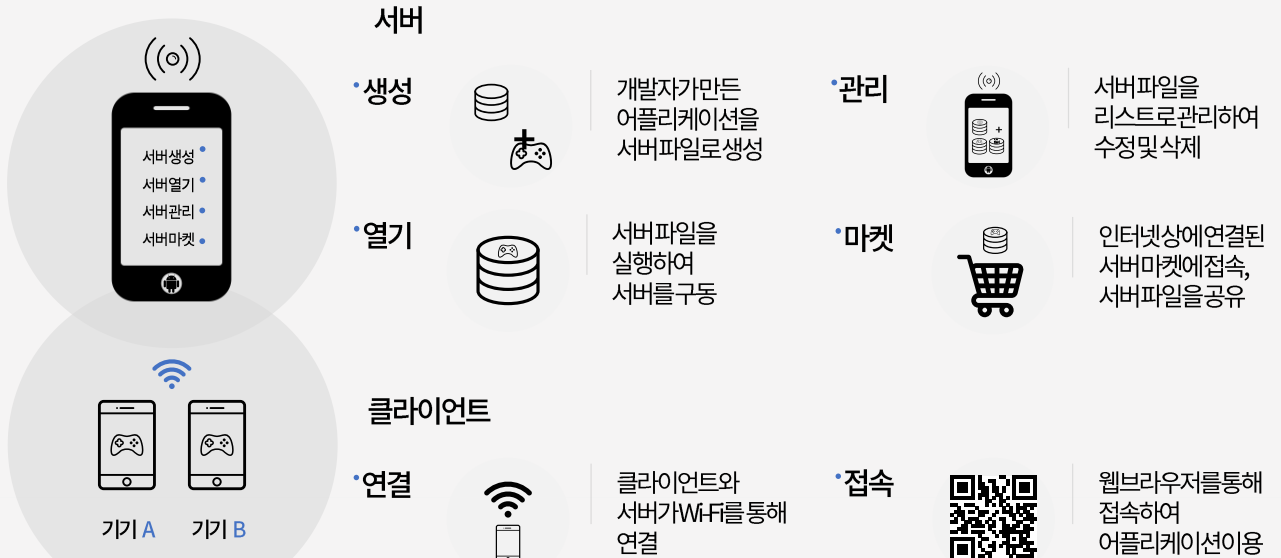 서버
생성
개발자가 만든
어플리케이션을
서버 파일로 생성
관리
서버 파일을
리스트로 관리하여
수정 및 삭제
서버생성
서버열기
서버관리
서버마켓
열기
서버 파일을
실행하여
서버를 구동
마켓
인터넷 상에 연결된
서버 마켓에 접속,
서버 파일을 공유
기기 A
기기 B
클라이언트
연결
클라이언트와
서버가 Wi-Fi를 통해
연결
접속
웹브라우저를 통해
접속하여
어플리케이션 이용